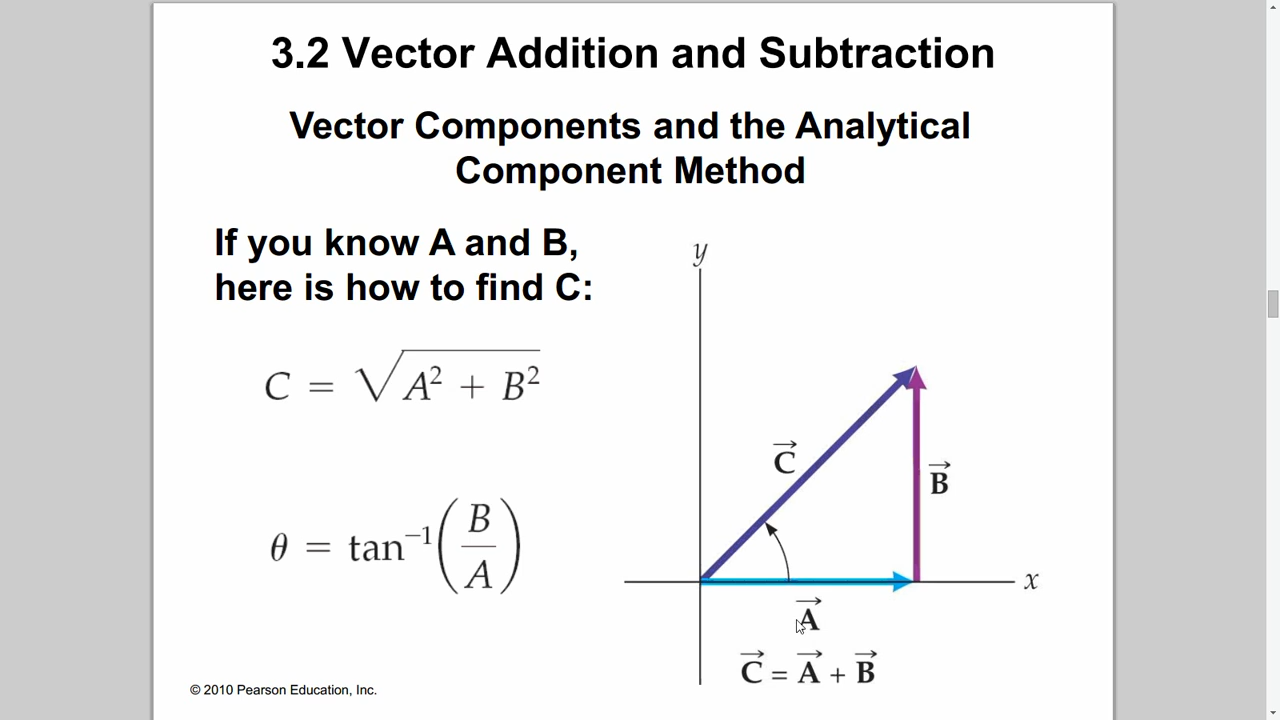 3.2 Vector Addition and Subtraction
Vector Components and the Analytical
Component Method
If you know A and B,
here is how to find C:
C = √(A² + B²)
θ = tan⁻¹(B/A)
y
C⃗
B⃗
x
A⃗
C⃗ = A⃗ + B⃗
© 2010 Pearson Education, Inc.